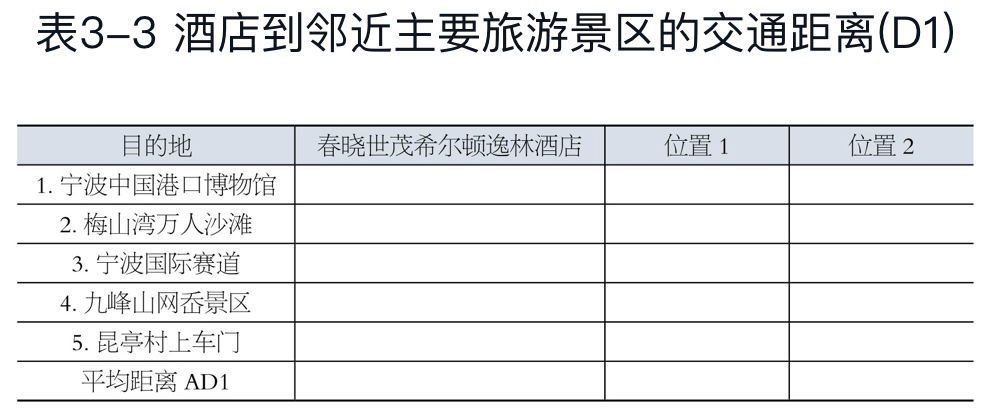 表3-3 酒店到邻近主要旅游景区的交通距离(D1)
目的地 春晓世茂希尔顿逸林酒店 位置 1 位置 2
1. 宁波中国港口博物馆
2. 梅山湾万人沙滩
3. 宁波国际赛道
4. 九峰山网岙景区
5. 昆亭村上车门
平均距离 AD1